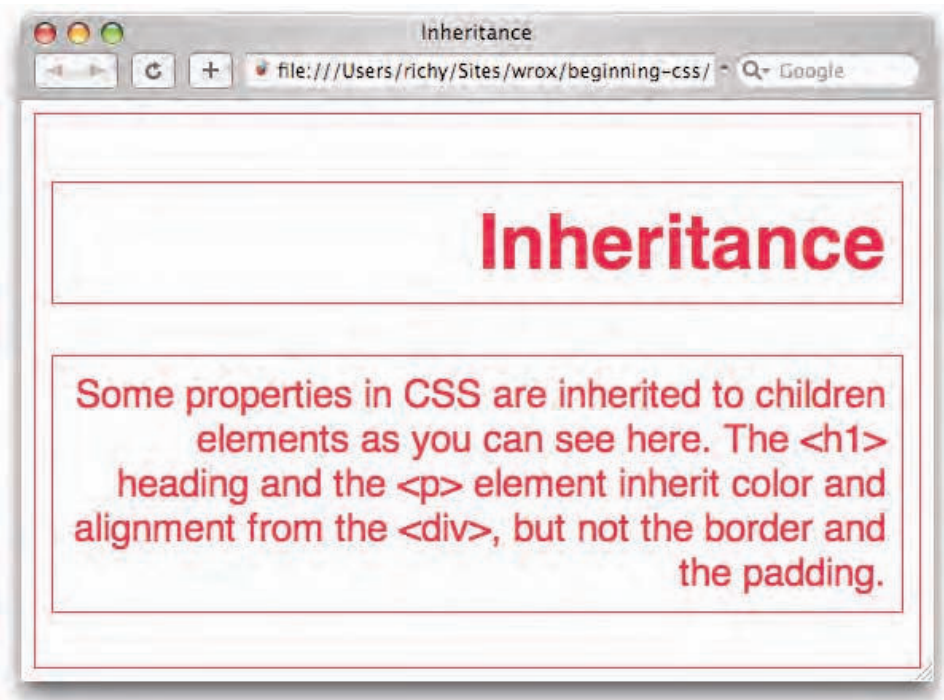 Inheritance
file:///Users/richy/Sites/wrox/beginning-css/
Google
Inheritance
Some properties in CSS are inherited to children
elements as you can see here. The <h1>
heading and the <p> element inherit color and
alignment from the <div>, but not the border and
the padding.